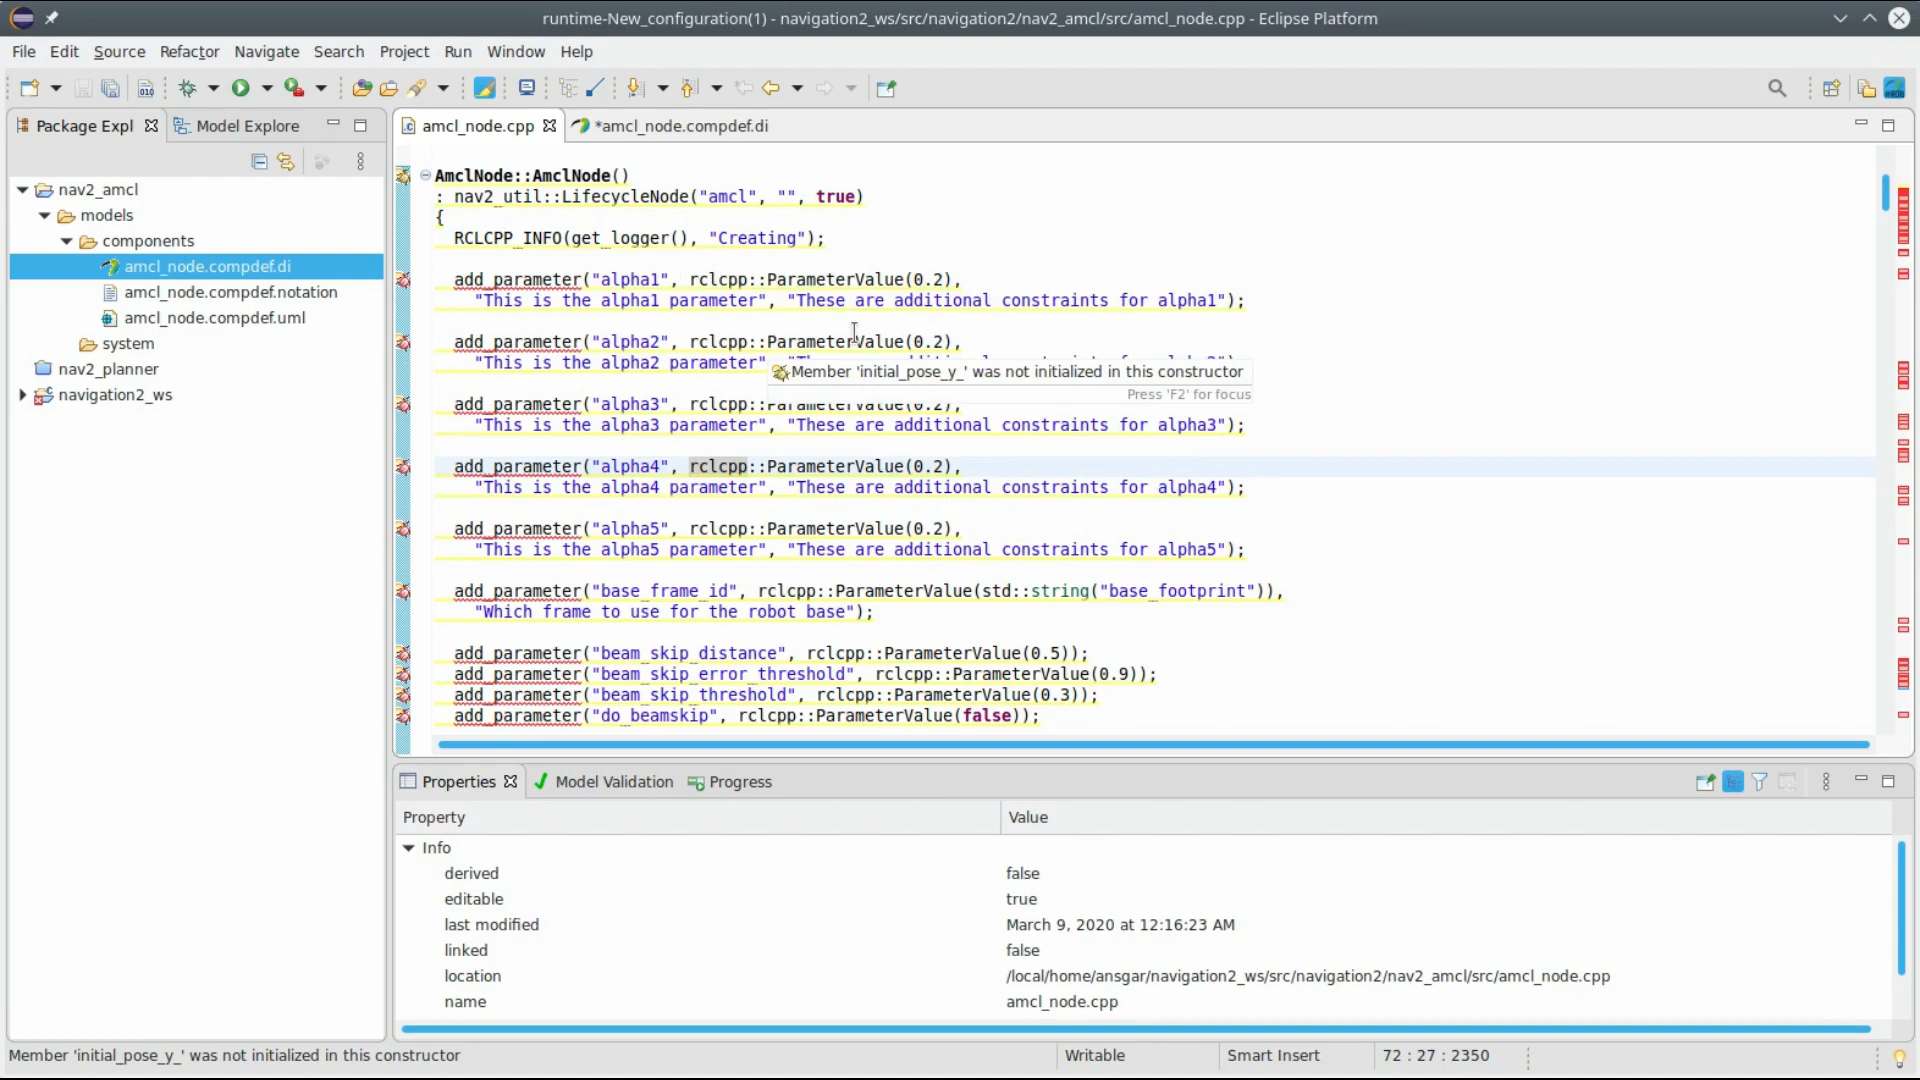 runtime-New_configuration(1) - navigation2_ws/src/navigation2/nav2_amcl/src/amcl_node.cpp - Eclipse Platform
File Edit Source Refactor Navigate Search Project Run Window Help
010
Package Expl Model Explore
nav2_amcl
models
components
amcl_node.compdef.di
amcl_node.compdef.notation
amcl_node.compdef.uml
system
nav2_planner
navigation2_ws
amcl_node.cpp *amcl_node.compdef.di
AmclNode::AmclNode()
: nav2_util::LifecycleNode("amcl", "", true)
{
RCLCPP_INFO(get_logger(), "Creating");
add_parameter("alpha1", rclcpp::ParameterValue(0.2),
"This is the alpha1 parameter", "These are additional constraints for alpha1");
add_parameter("alpha2", rclcpp::ParameterValue(0.2),
"This is the alpha2 parameter"
Member 'initial_pose_y_' was not initialized in this constructor
Press 'F2' for focus
add_parameter("alpha3", rclcpp::ParameterValue(0.2),
"This is the alpha3 parameter", "These are additional constraints for alpha3");
add_parameter("alpha4", rclcpp::ParameterValue(0.2),
"This is the alpha4 parameter", "These are additional constraints for alpha4");
add_parameter("alpha5", rclcpp::ParameterValue(0.2),
"This is the alpha5 parameter", "These are additional constraints for alpha5");
add_parameter("base_frame_id", rclcpp::ParameterValue(std::string("base_footprint")),
"Which frame to use for the robot base");
add_parameter("beam_skip_distance", rclcpp::ParameterValue(0.5));
add_parameter("beam_skip_error_threshold", rclcpp::ParameterValue(0.9));
add_parameter("beam_skip_threshold", rclcpp::ParameterValue(0.3));
add_parameter("do_beamskip", rclcpp::ParameterValue(false));
Properties Model Validation Progress
Property Value
Info
derived false
editable true
last modified March 9, 2020 at 12:16:23 AM
linked false
location /local/home/ansgar/navigation2_ws/src/navigation2/nav2_amcl/src/amcl_node.cpp
name amcl_node.cpp
Member 'initial_pose_y_' was not initialized in this constructor Writable Smart Insert 72 : 27 : 2350